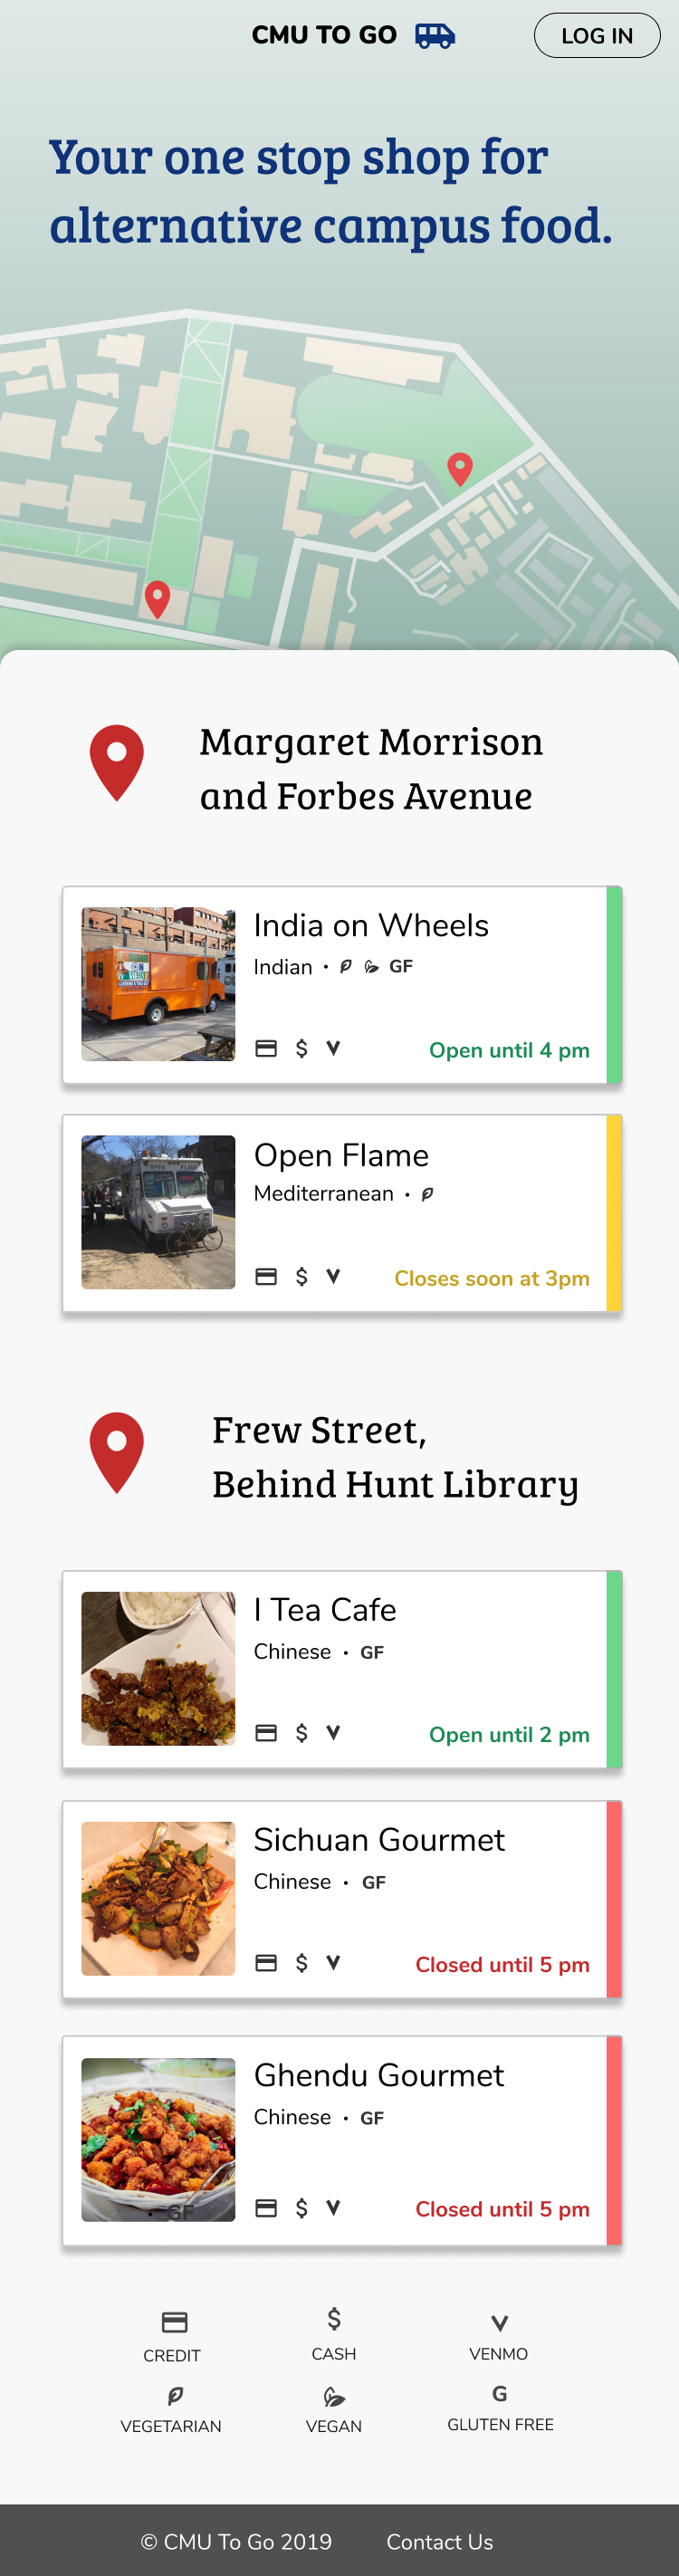 CMU TO GO
LOG IN
Your one stop shop for
alternative campus food.
Margaret Morrison
and Forbes Avenue
India on Wheels
Indian • GF
$ V
Open until 4 pm
OPEN FLAME
Open Flame
Mediterranean •
$ V
Closes soon at 3pm
Frew Street,
Behind Hunt Library
I Tea Cafe
Chinese • GF
$ V
Open until 2 pm
Sichuan Gourmet
Chinese • GF
$ V
Closed until 5 pm
Ghendu Gourmet
Chinese • GF
• GF
$ V
Closed until 5 pm
$ V
CREDIT CASH VENMO
G
VEGETARIAN VEGAN GLUTEN FREE
© CMU To Go 2019 Contact Us